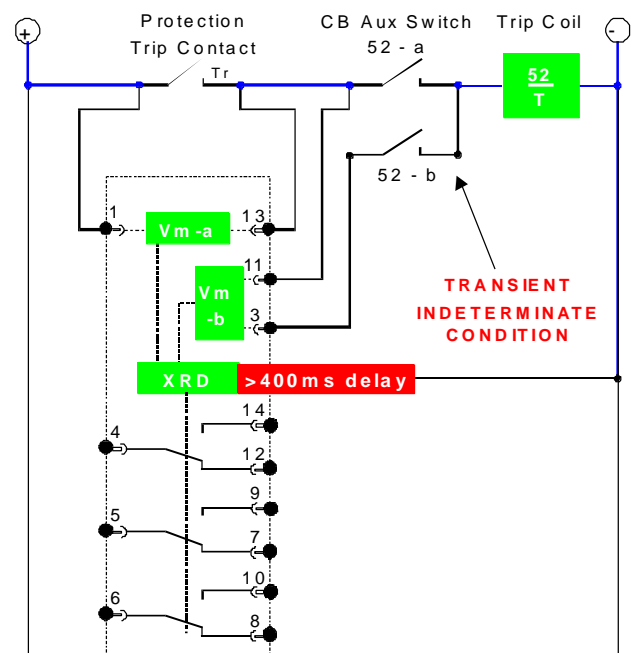 Protection
Trip Contact
CB Aux Switch
52 - a
Trip Coil
+
-
Tr
52
T
52 - b
1
Vm -a
13
11
Vm
-b
3
TRANSIENT
INDETERMINATE
CONDITION
XRD
>400ms delay
14
4
12
9
5
7
10
6
8